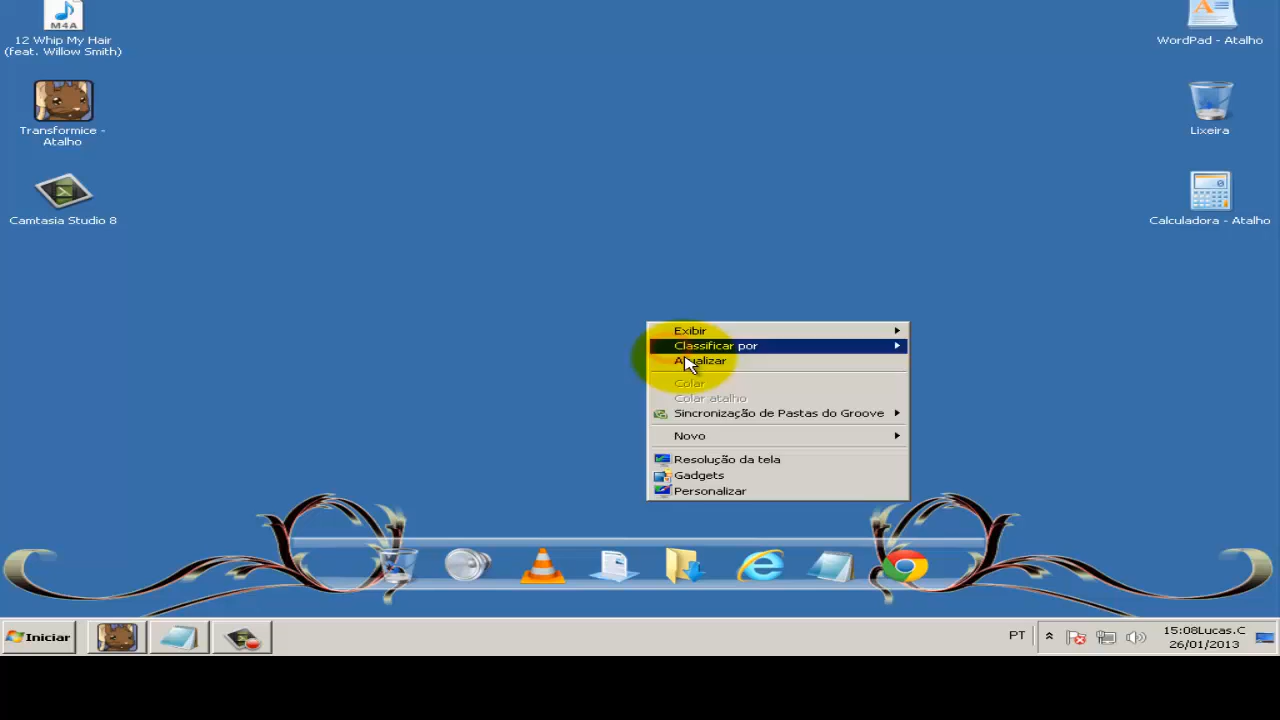 M4A
12 Whip My Hair
(feat. Willow Smith)
Transformice -
Atalho
Camtasia Studio 8
WordPad - Atalho
Lixeira
0
Calculadora - Atalho
Exibir
Classificar por
Atualizar
Colar
Colar atalho
Sincronização de Pastas do Groove
Novo
Resolução da tela
Gadgets
Personalizar
Iniciar
PT
15:08Lucas.C
26/01/2013